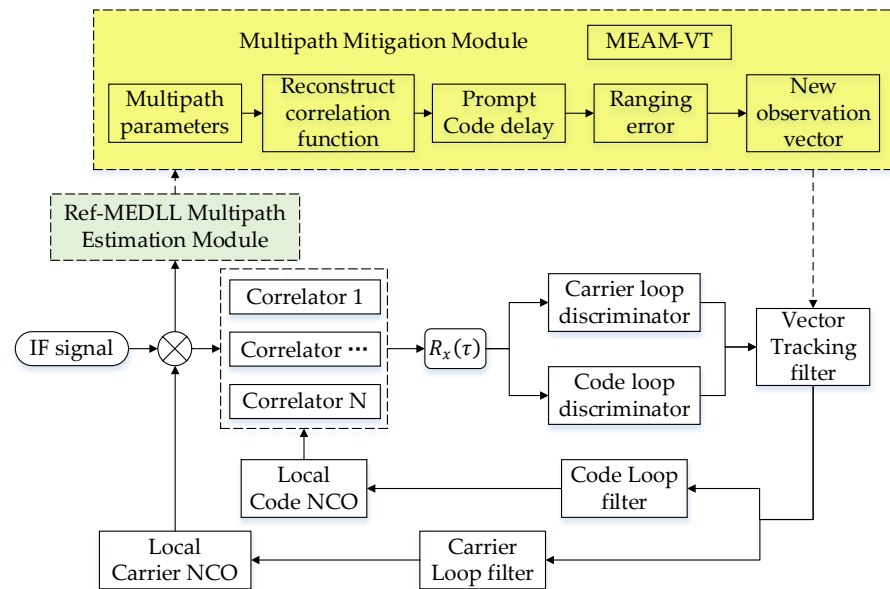 Multipath Mitigation Module
MEAM-VT
Multipath
parameters
Reconstruct
correlation
function
Prompt
Code delay
Ranging
error
New
observation
vector
Ref-MEDLL Multipath
Estimation Module
Correlator 1
Correlator ⋯
Correlator N
IF signal
Rₓ(τ)
Carrier loop
discriminator
Code loop
discriminator
Vector
Tracking
filter
Local
Code NCO
Code Loop
filter
Local
Carrier NCO
Carrier
Loop filter